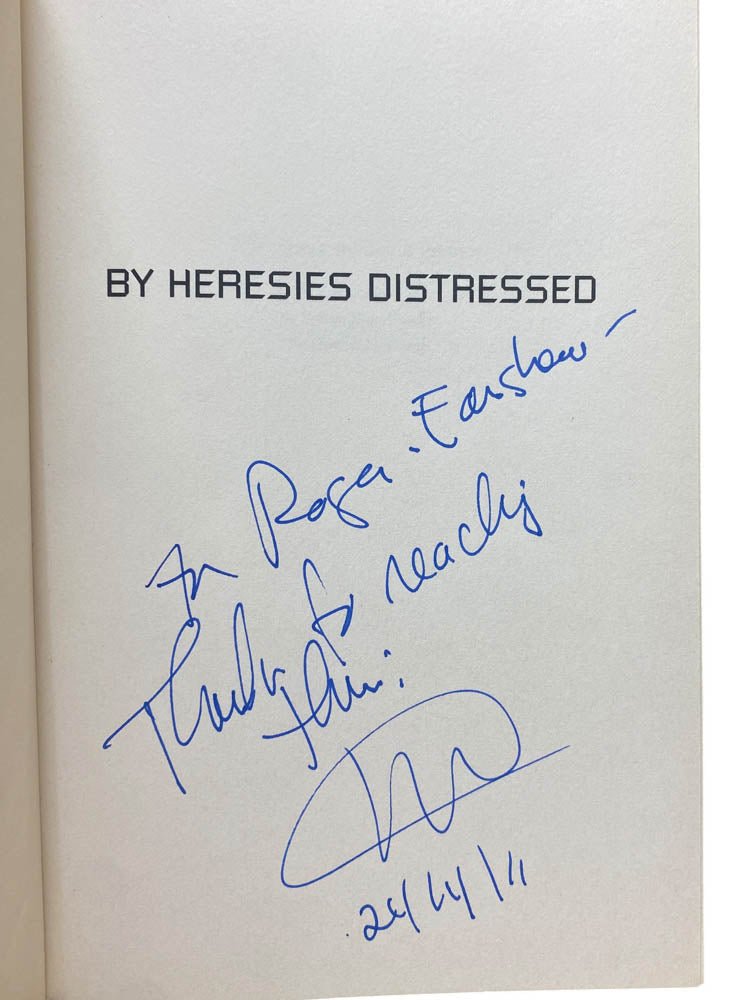 BY HERESIES DISTRESSED
For Roger Earshaw -
Thanks for reading
this!